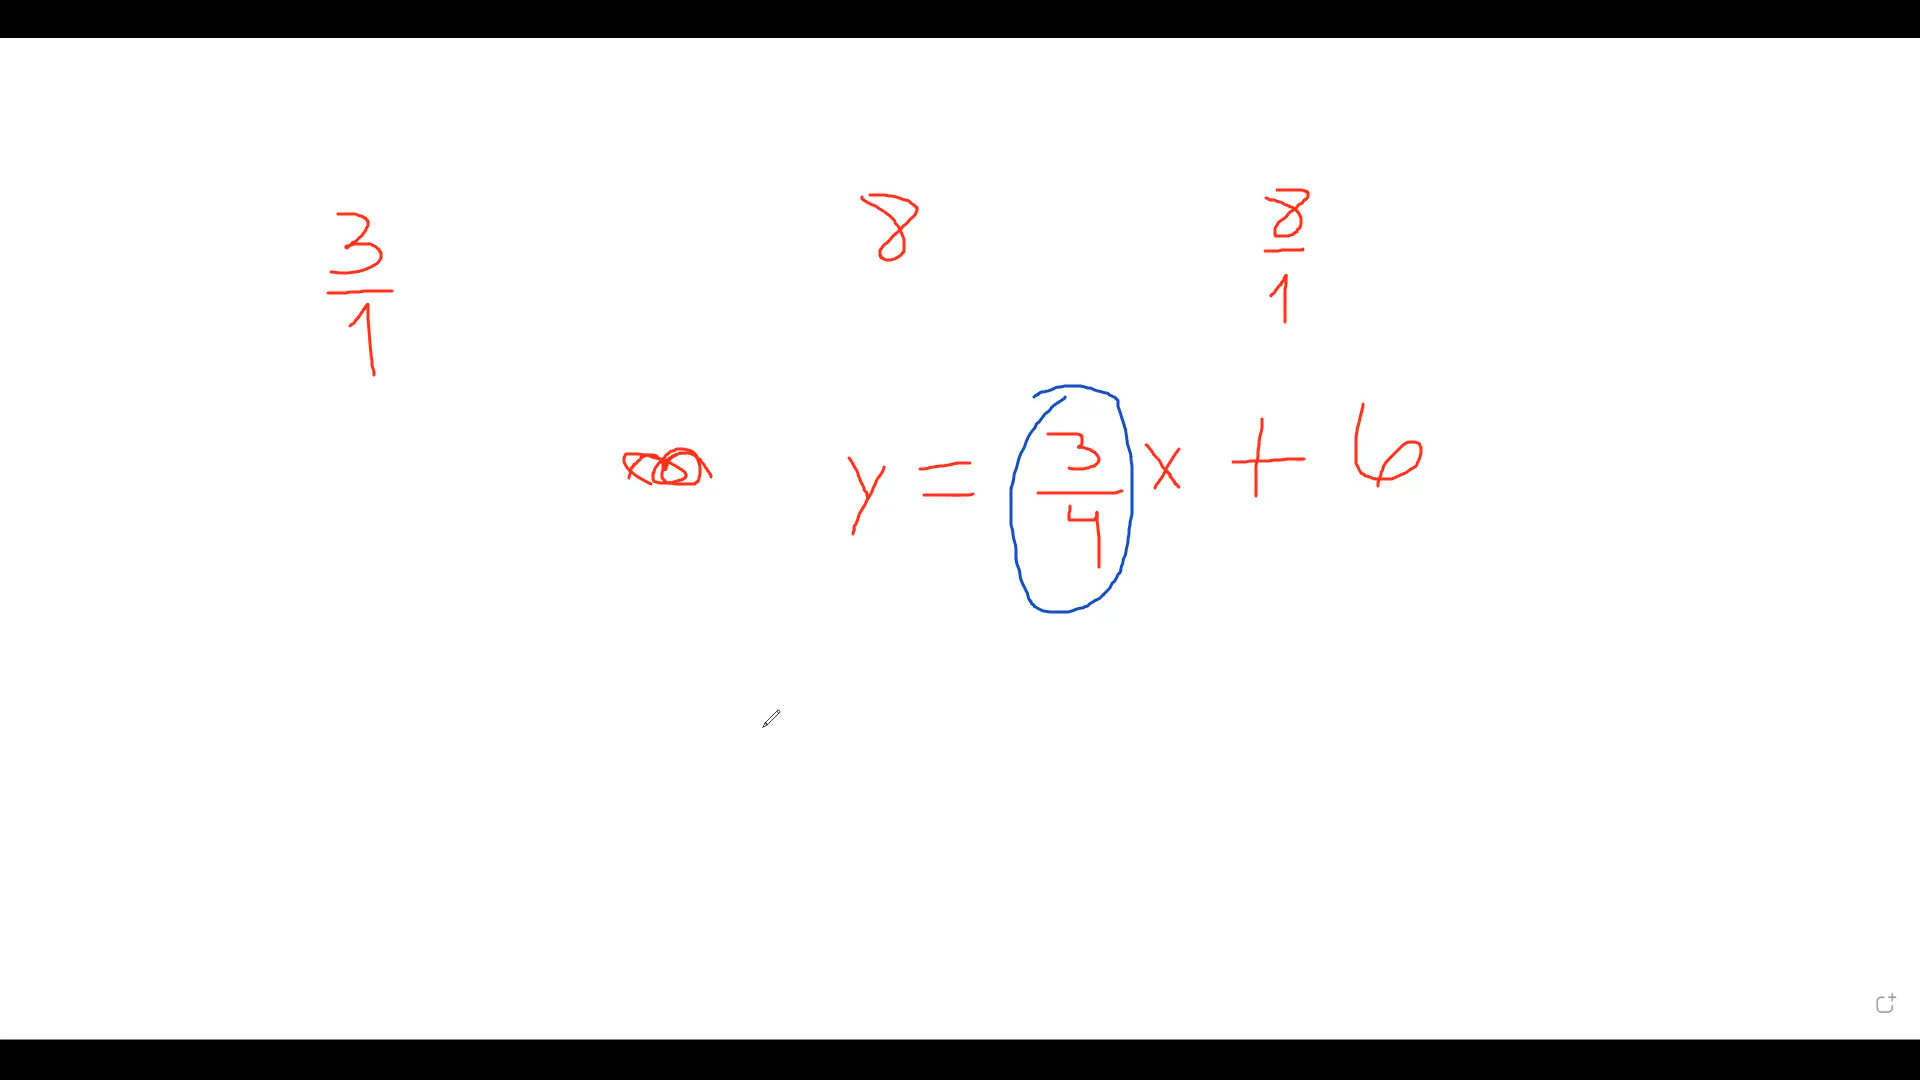 3/1 8 8/1
y = 3/4 x + 6